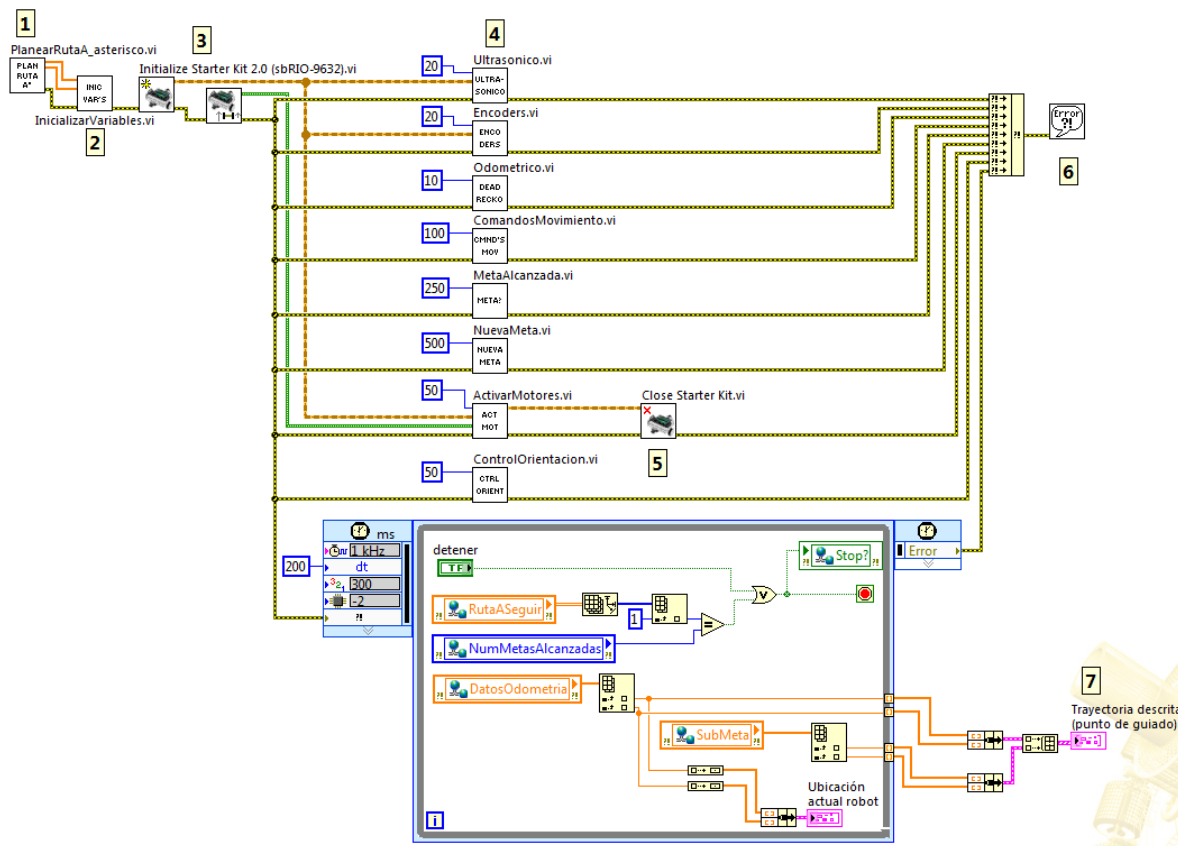 1
PlanearRutaA_asterisco.vi
PLAN
RUTA
A*
INIC
VAR'S
InicializarVariables.vi
2
3
Initialize Starter Kit 2.0 (sbRIO-9632).vi
4
20
Ultrasonico.vi
ULTRA-
SONICO
20
Encoders.vi
ENCO
DERS
10
Odometrico.vi
DEAD
RECKO
100
ComandosMovimiento.vi
CMND'S
MOV
250
MetaAlcanzada.vi
META?
500
NuevaMeta.vi
NUEVA
META
50
ActivarMotores.vi
ACT
MOT
Close Starter Kit.vi
5
50
ControlOrientacion.vi
CTRL
ORIENT
Error
?!
6
200
ms
1 kHz
dt
300
-2
?!
detener
TF
RutaASeguir
1
NumMetasAlcanzadas
DatosOdometria
SubMeta
Stop?
Ubicación
actual robot
i
Error
7
Trayectoria descrita
(punto de guiado)